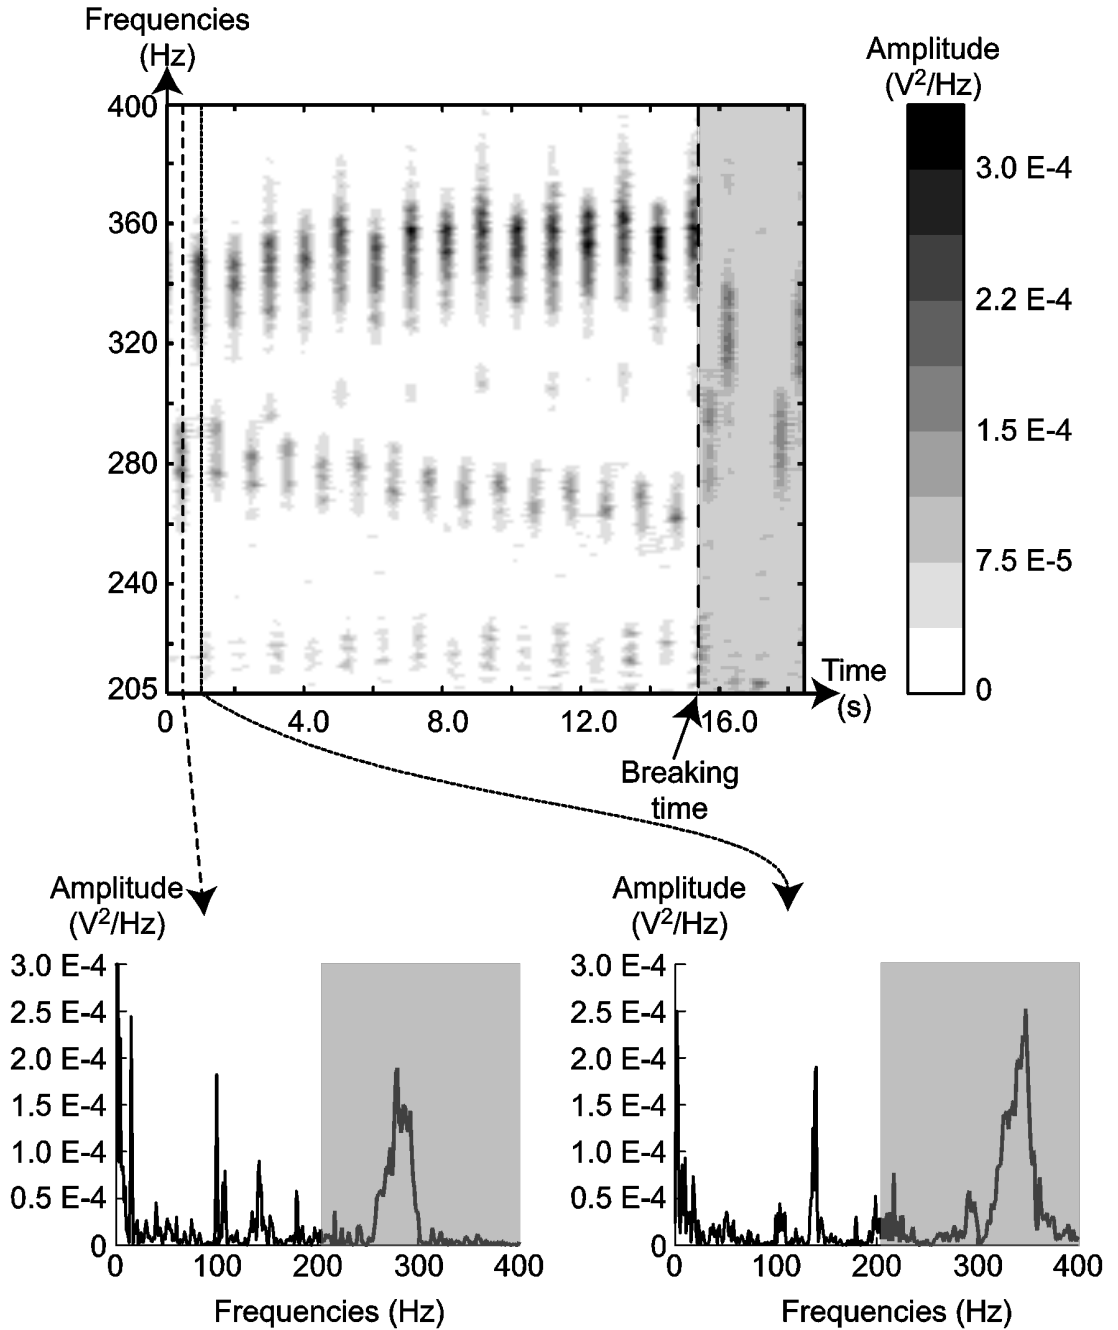 Frequencies
(Hz)
Amplitude
(V²/Hz)
400
360
320
280
240
205
3.0 E-4
2.2 E-4
1.5 E-4
7.5 E-5
0
Time
(s)
0
4.0
8.0
12.0
16.0
Breaking
time
Amplitude
(V²/Hz)
3.0 E-4
2.5 E-4
2.0 E-4
1.5 E-4
1.0 E-4
0.5 E-4
0
0 100 200 300 400
Frequencies (Hz)
Amplitude
(V²/Hz)
3.0 E-4
2.5 E-4
2.0 E-4
1.5 E-4
1.0 E-4
0.5 E-4
0
0 100 200 300 400
Frequencies (Hz)